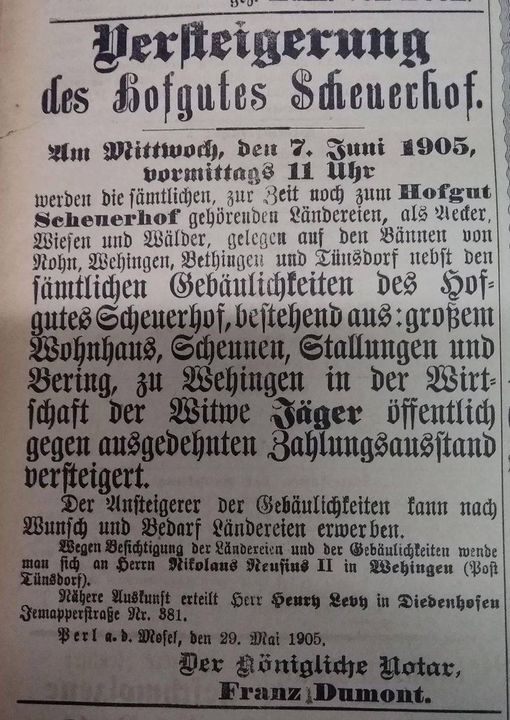 Versteigerung
des Hofgutes Scheuerhof.
Am Mittwoch, den 7. Juni 1905,
vormittags 11 Uhr
werden die sämtlichen, zur Zeit noch zum Hofgut
Scheuerhof gehörenden Ländereien, als Aecker,
Wiesen und Wälder, gelegen auf den Bännen von
Nohn, Wehingen, Bethingen und Tünsdorf nebst den
sämtlichen Gebäulichkeiten des Hof-
gutes Scheuerhof, bestehend aus: großem
Wohnhaus, Scheunen, Stallungen und
Bering, zu Wehingen in der Wirt-
schaft der Witwe Jäger öffentlich
gegen ausgedehnten Zahlungsausstand
versteigert.
Der Ansteigerer der Gebäulichkeiten kann nach
Wunsch und Bedarf Ländereien erwerben.
Wegen Besichtigung der Ländereien und der Gebäulichkeiten wende
man sich an Herrn Nikolaus Neusius II in Wehingen (Post
Tünsdorf).
Nähere Auskunft erteilt Herr Henry Levy in Diedenhofen
Jemapperstraße Nr. 381.
Perl a. d. Mosel, den 29. Mai 1905.
Der Königliche Notar,
Franz Dumont.